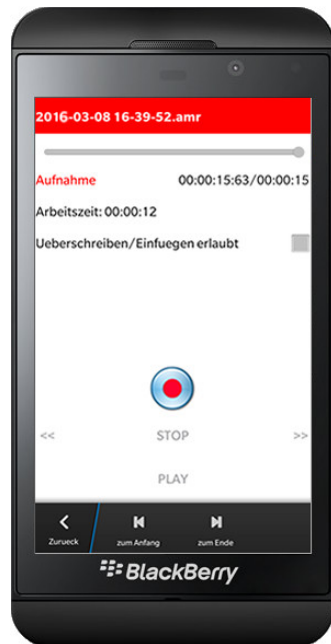 2016-03-08 16-39-52.amr
Aufnahme 00:00:15:63/00:00:15
Arbeitszeit: 00:00:12
Ueberschreiben/Einfuegen erlaubt
<< STOP >>
PLAY
Zurueck zum Anfang zum Ende
BlackBerry